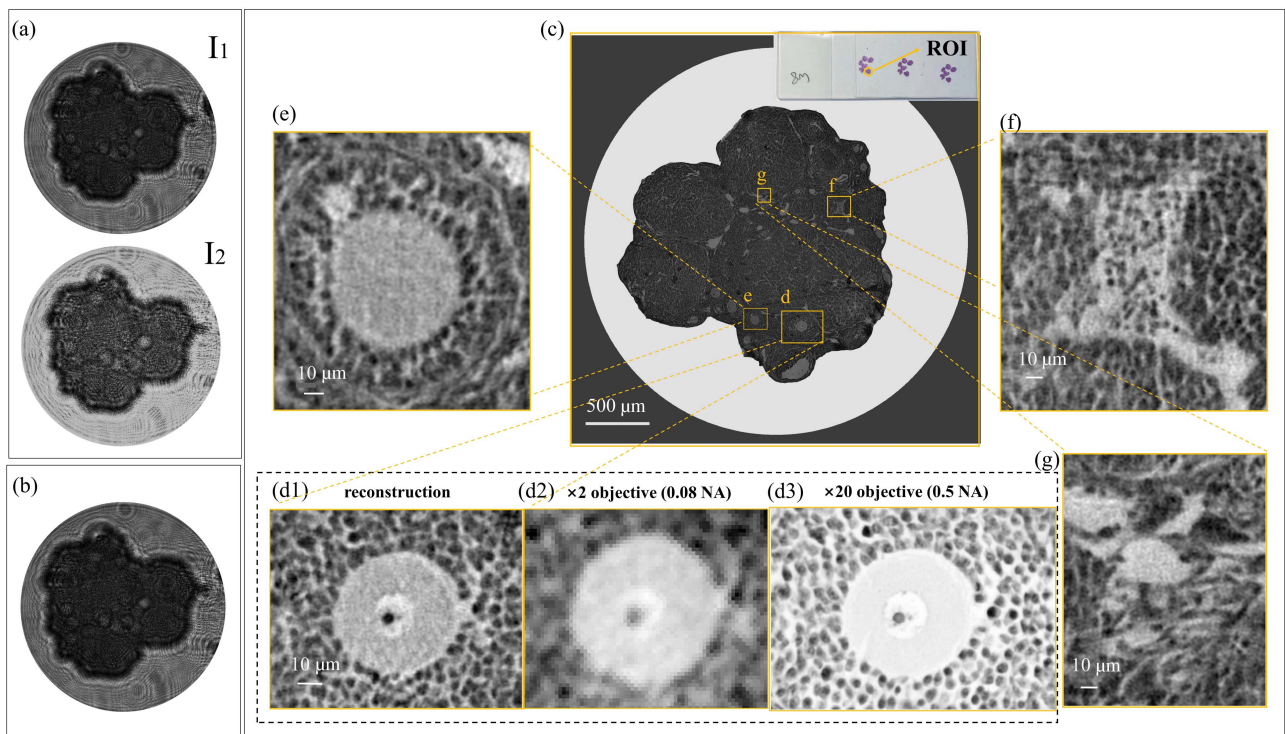 (a)
I1
I2
(b)
(c)
ROI
(e)
10 μm
g
f
e
d
500 μm
(f)
10 μm
(d1)
reconstruction
10 μm
(d2)
×2 objective (0.08 NA)
(d3)
×20 objective (0.5 NA)
(g)
10 μm